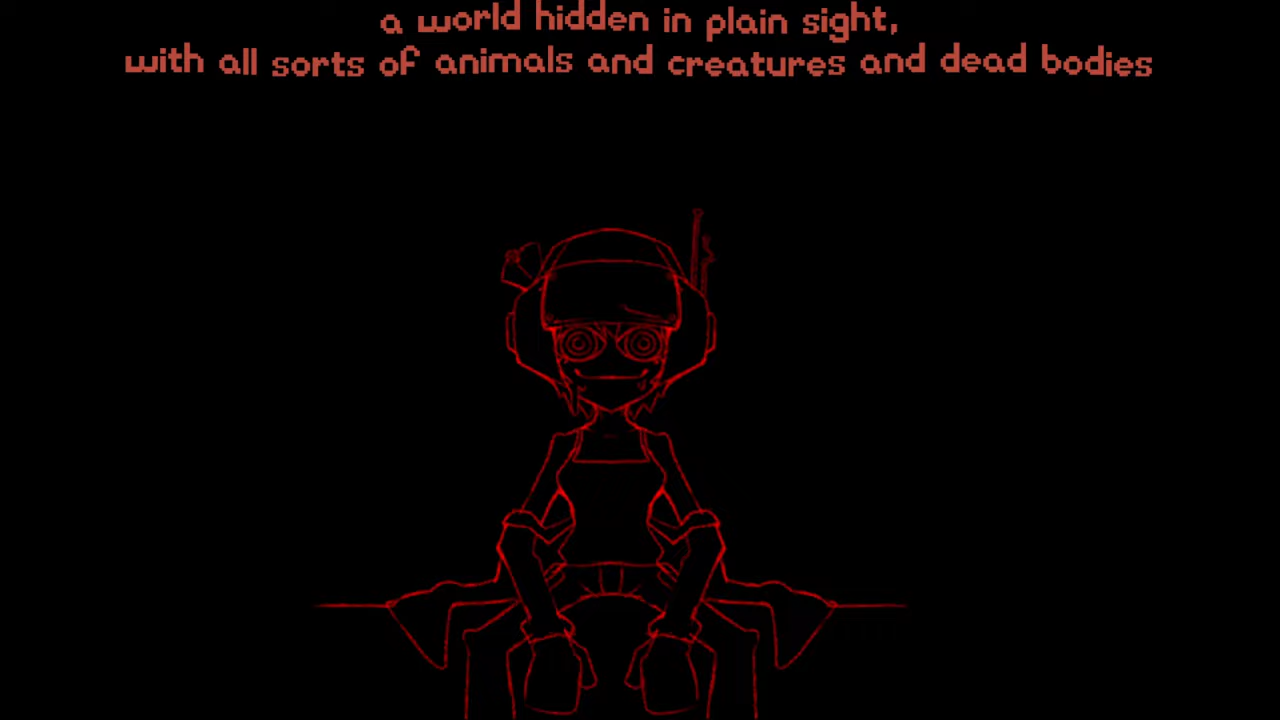 a world hidden in plain sight,
with all sorts of animals and creatures and dead bodies